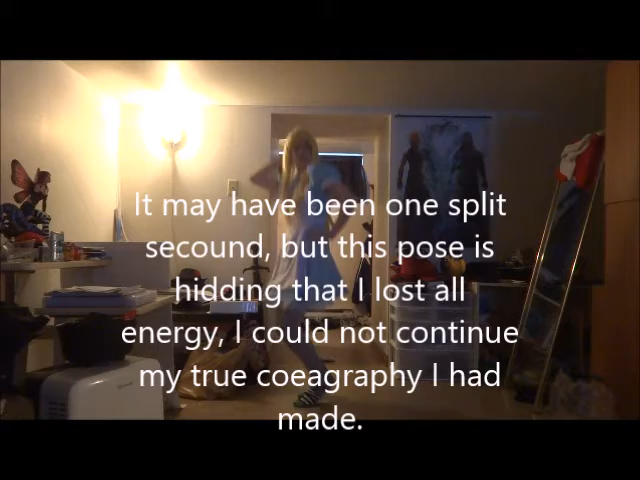 It may have been one split
secound, but this pose is
hidding that I lost all
energy, I could not continue
my true coeagraphy I had
made.